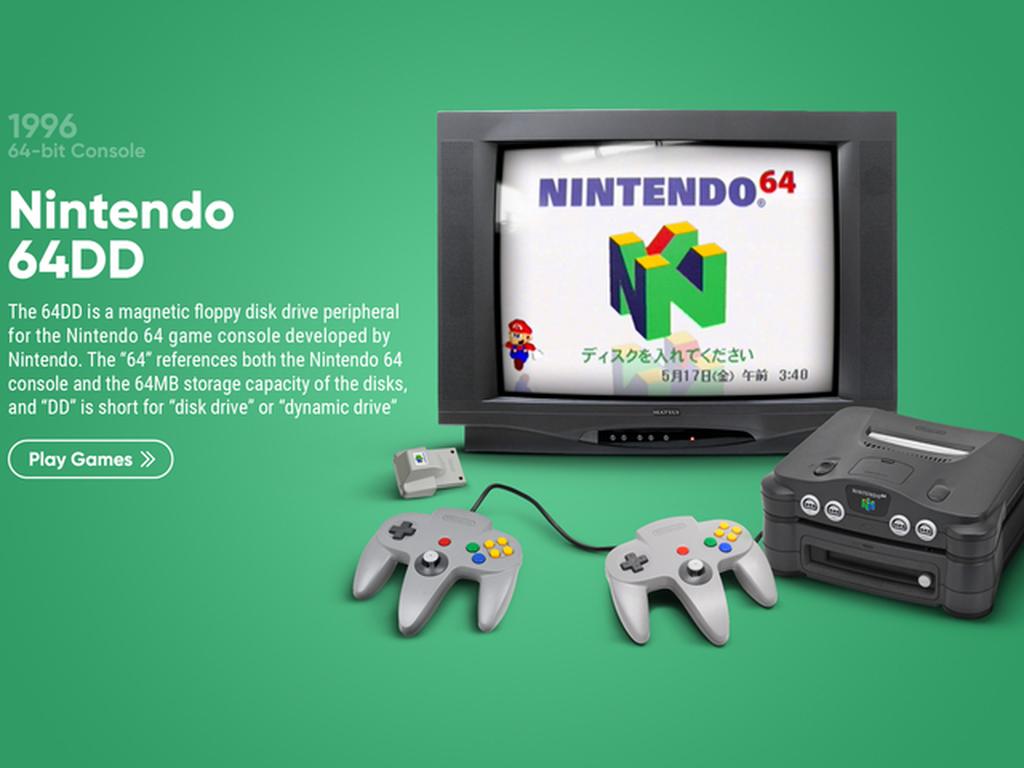 1996
64-bit Console
Nintendo
64DD
The 64DD is a magnetic floppy disk drive peripheral
for the Nintendo 64 game console developed by
Nintendo. The “64” references both the Nintendo 64
console and the 64MB storage capacity of the disks,
and “DD” is short for “disk drive” or “dynamic drive”
Play Games
NINTENDO64
®
ディスクを入れてください
5月17日(金) 午前 3:40
NINTENDO64